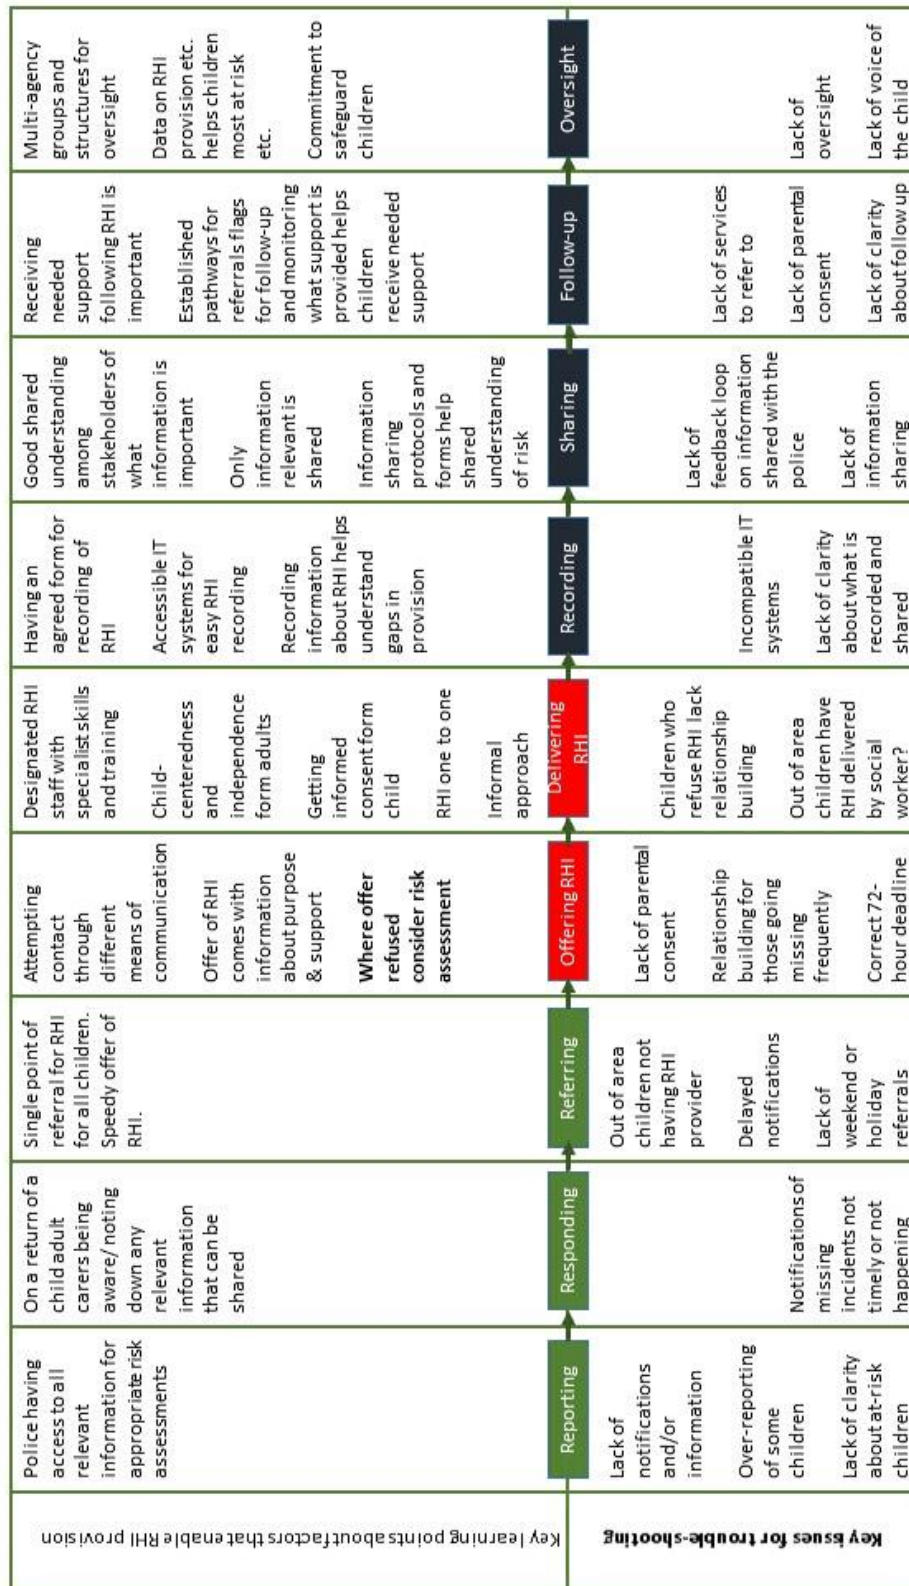 Key learning points about factors that enable RHI provision
Police having
access to all
relevant
information for
appropriate risk
assessments
On a return of a
child adult
carers being
aware/ noting
down any
relevant
information
that can be
shared
Single point of
referral for RHI
for all children.
Speedy offer of
RHI.
Attempting
contact
through
different
means of
communication
Offer of RHI
comes with
information
about purpose
& support
Where offer
refused
consider risk
assessment
Designated RHI
staff with
specialist skills
and training
Child-
centeredness
and
independence
form adults
Getting
informed
consent form
child
RHI one to one
Informal
approach
Having an
agreed form for
recording of
RHI
Accessible IT
systems for
easy RHI
recording
Recording
information
about RHI helps
understand
gaps in
provision
Good shared
understanding
among
stakeholders of
what
information is
important
Only
information
relevant is
shared
Information
sharing
protocols and
forms help
shared
understanding
of risk
Receiving
needed
support
following RHI is
important
Established
pathways for
referrals flags
for follow-up
and monitoring
what support is
provided helps
children
receive needed
support
Multi-agency
groups and
structures for
oversight
Data on RHI
provision etc.
helps children
most at risk
etc.
Commitment to
safeguard
children
Reporting
Responding
Referring
Offering RHI
Delivering
RHI
Recording
Sharing
Follow-up
Oversight
Key issues for trouble-shooting
Lack of
notifications
and/or
information
Over-reporting
of some
children
Lack of clarity
about at-risk
children
Notifications of
missing
incidents not
timely or not
happening
Out of area
children not
having RHI
provider
Delayed
notifications
Lack of
weekend or
holiday
referrals
Lack of parental
consent
Relationship
building for
those going
missing
frequently
Correct 72-
hour deadline
Children who
refuse RHI lack
relationship
building
Out of area
children have
RHI delivered
by social
worker?
Incompatible IT
systems
Lack of clarity
about what is
recorded and
shared
Lack of
feedback loop
on information
shared with the
police
Lack of
information
sharing
Lack of services
to refer to
Lack of parental
consent
Lack of clarity
about follow up
Lack of
oversight
Lack of voice of
the child